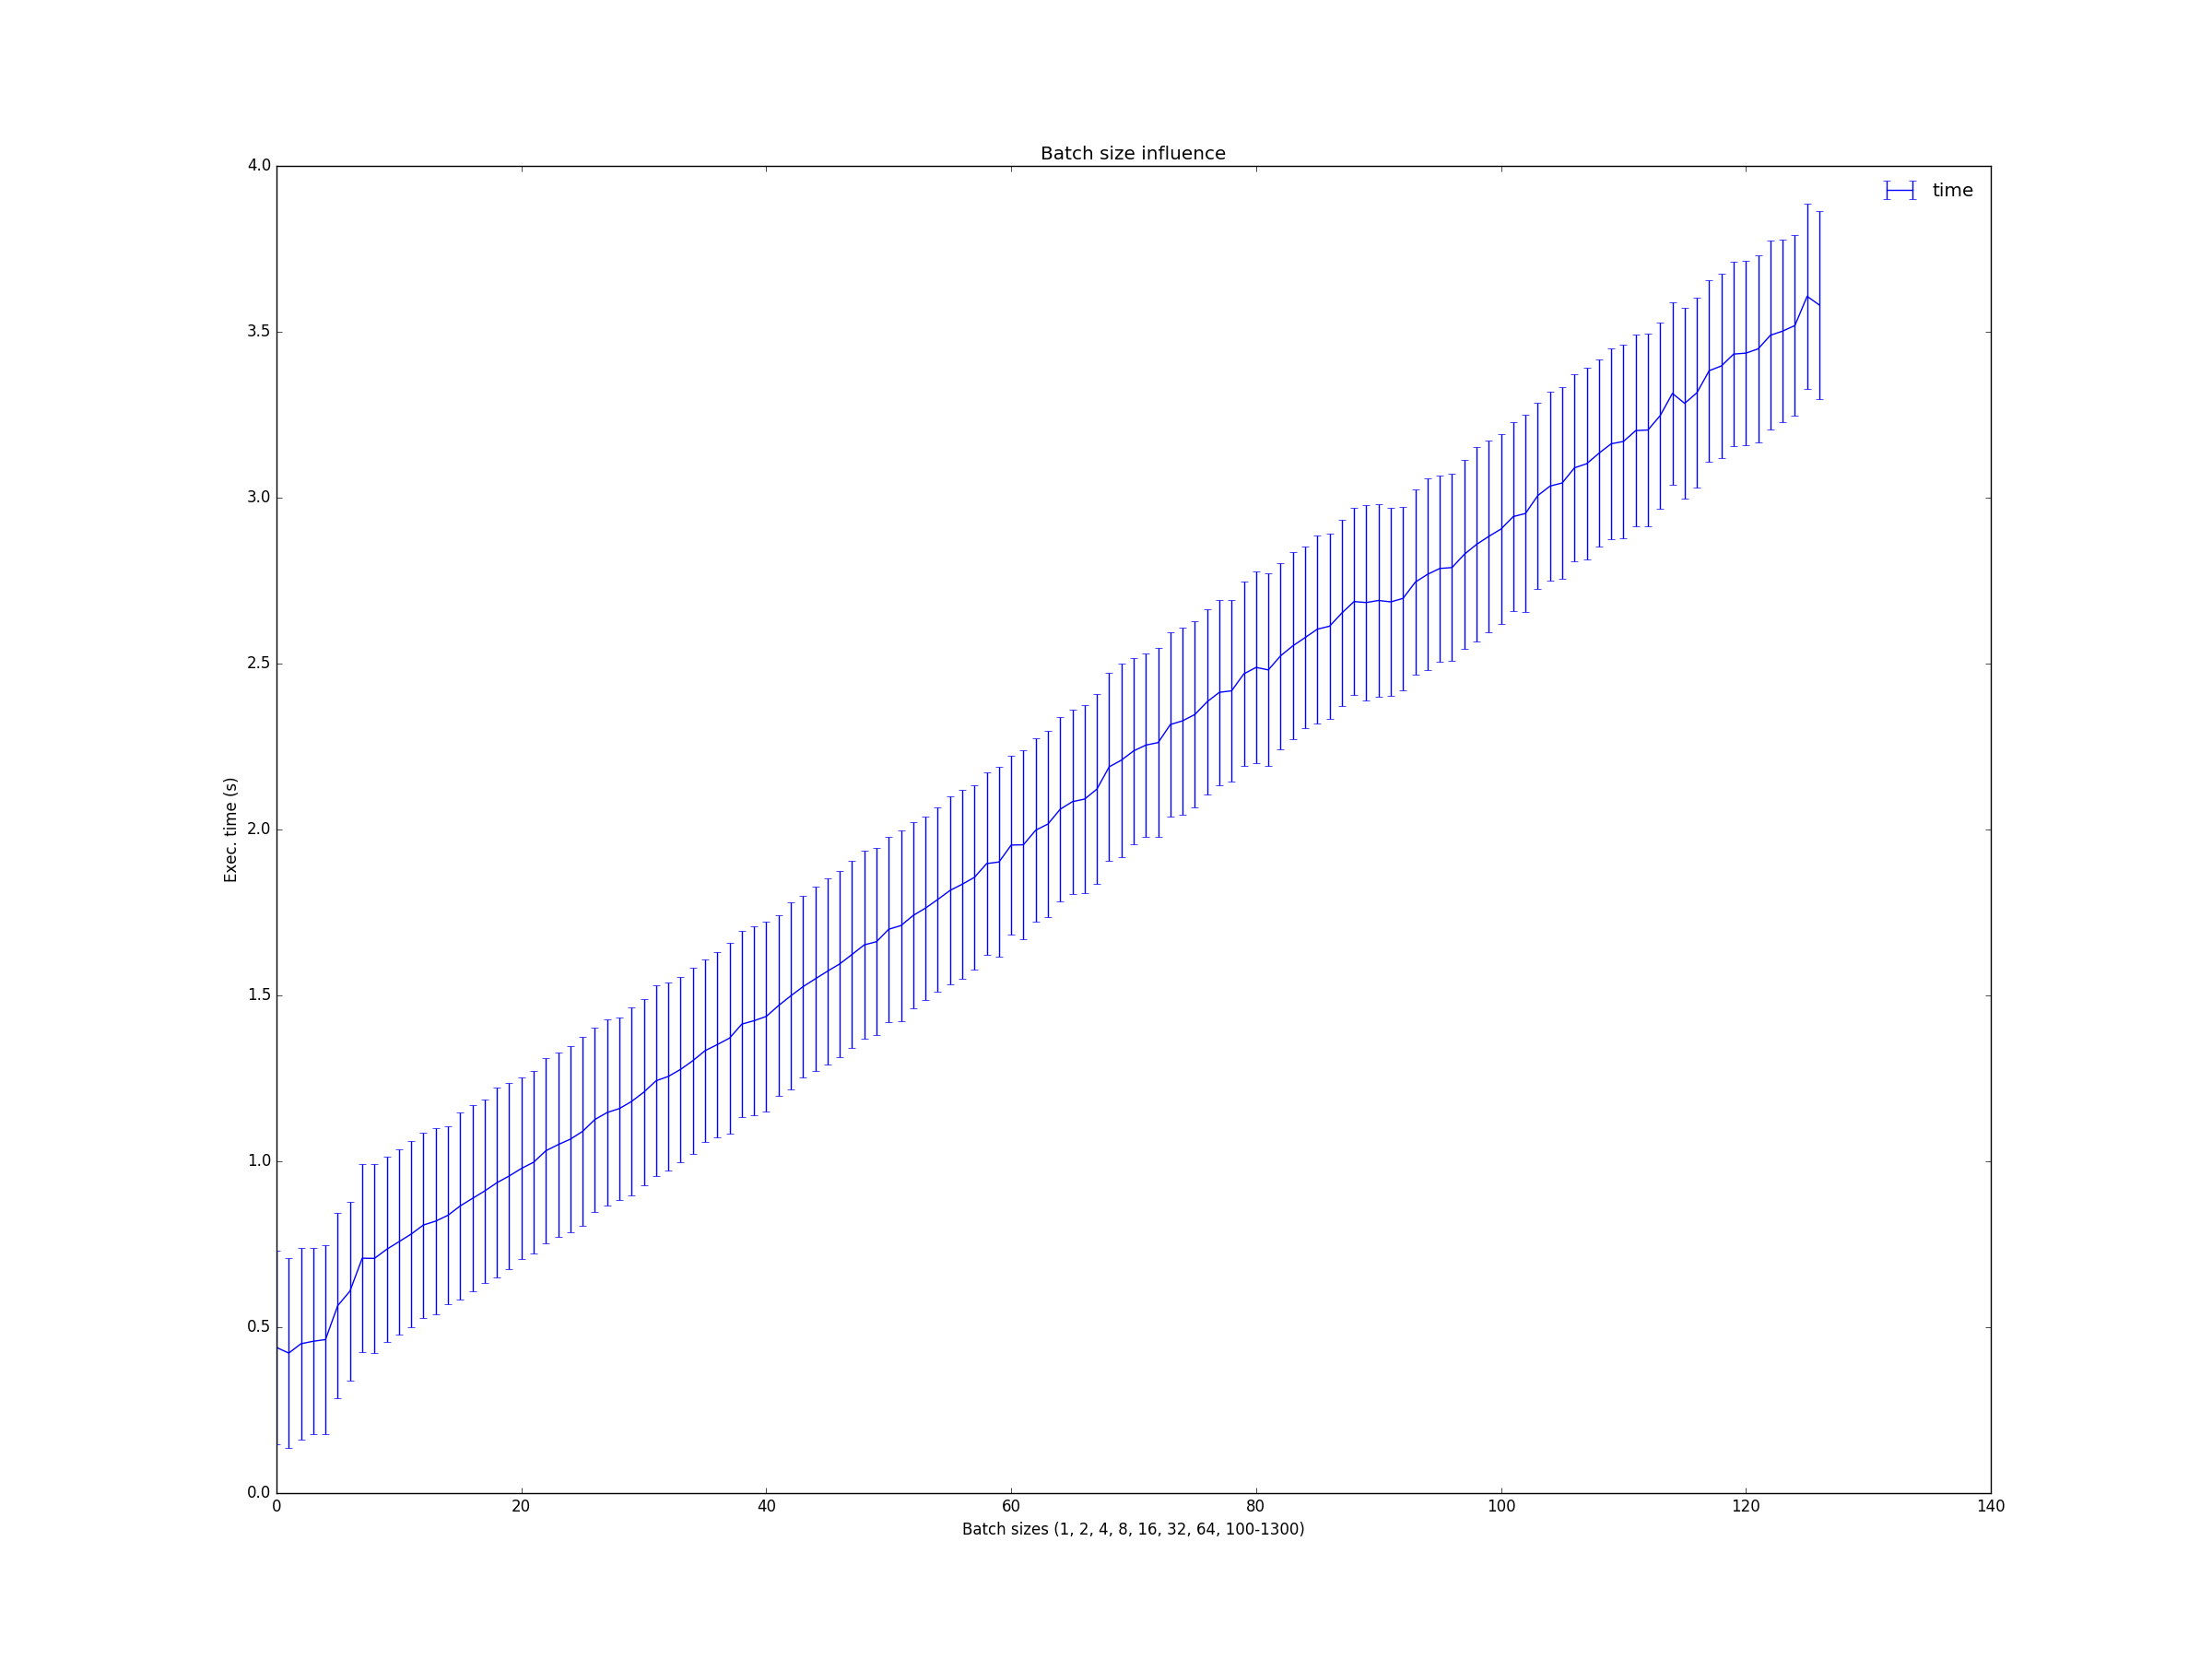 Batch size influence
4.0
time
3.5
3.0
2.5
2.0
1.5
1.0
0.5
0.0
Exec. time (s)
0 20 40 60 80 100 120 140
Batch sizes (1, 2, 4, 8, 16, 32, 64, 100-1300)